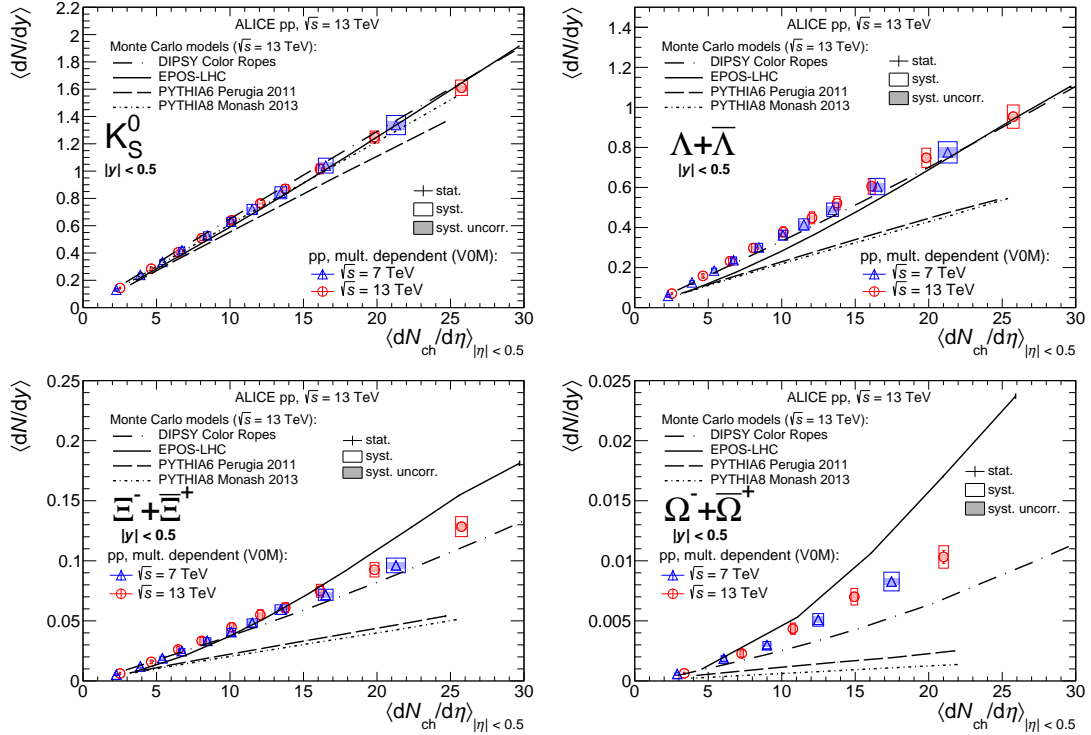 ALICE pp, √s = 13 TeV
Monte Carlo models (√s = 13 TeV):
DIPSY Color Ropes
EPOS-LHC
PYTHIA6 Perugia 2011
PYTHIA8 Monash 2013
K⁰_S
|y| < 0.5
stat.
syst.
syst. uncorr.
pp, mult. dependent (V0M):
√s = 7 TeV
√s = 13 TeV
⟨dN/dy⟩
0.2
0.4
0.6
0.8
1
1.2
1.4
1.6
1.8
2
2.2
0 5 10 15 20 25 30
⟨dN_ch/dη⟩_|η| < 0.5
ALICE pp, √s = 13 TeV
Monte Carlo models (√s = 13 TeV):
DIPSY Color Ropes
EPOS-LHC
PYTHIA6 Perugia 2011
PYTHIA8 Monash 2013
Λ+Λ̅
|y| < 0.5
stat.
syst.
syst. uncorr.
pp, mult. dependent (V0M):
√s = 7 TeV
√s = 13 TeV
⟨dN/dy⟩
0
0.2
0.4
0.6
0.8
1
1.2
1.4
0 5 10 15 20 25 30
⟨dN_ch/dη⟩_|η| < 0.5
ALICE pp, √s = 13 TeV
Monte Carlo models (√s = 13 TeV):
DIPSY Color Ropes
EPOS-LHC
PYTHIA6 Perugia 2011
PYTHIA8 Monash 2013
Ξ⁻+Ξ̅⁺
|y| < 0.5
stat.
syst.
syst. uncorr.
pp, mult. dependent (V0M):
√s = 7 TeV
√s = 13 TeV
⟨dN/dy⟩
0
0.05
0.1
0.15
0.2
0.25
0 5 10 15 20 25 30
⟨dN_ch/dη⟩_|η| < 0.5
ALICE pp, √s = 13 TeV
Monte Carlo models (√s = 13 TeV):
DIPSY Color Ropes
EPOS-LHC
PYTHIA6 Perugia 2011
PYTHIA8 Monash 2013
Ω⁻+Ω̅⁺
|y| < 0.5
stat.
syst.
syst. uncorr.
pp, mult. dependent (V0M):
√s = 7 TeV
√s = 13 TeV
⟨dN/dy⟩
0
0.005
0.01
0.015
0.02
0.025
0 5 10 15 20 25 30
⟨dN_ch/dη⟩_|η| < 0.5